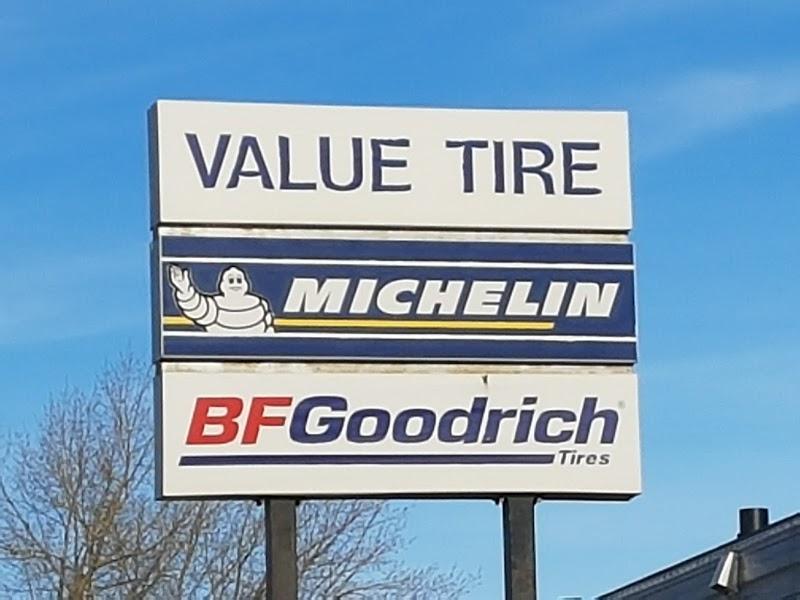 VALUE TIRE
MICHELIN
BFGoodrich
Tires